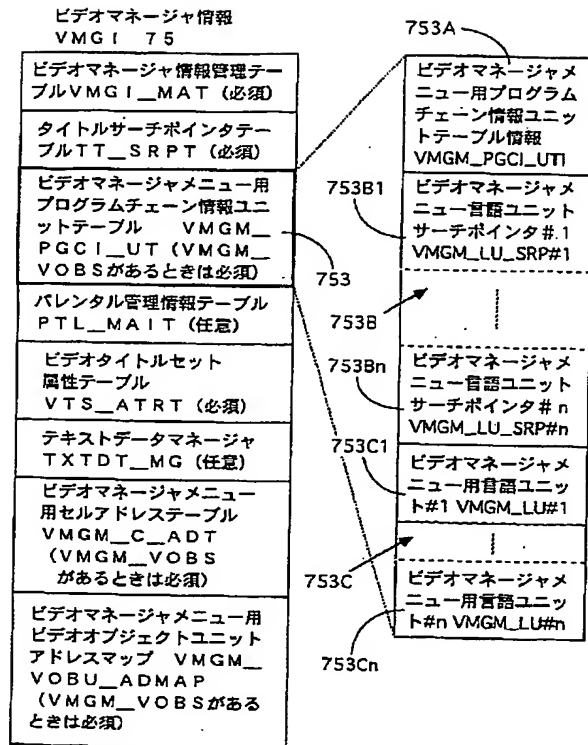 ビデオマネージャ情報
VMGI 75
ビデオマネージャ情報管理テー
ブルVMGI__MAT (必須)
タイトルサーチポインタテー
ブルTT__SRPT (必須)
ビデオマネージャメニュー用
プログラムチェーン情報ユニ
ットテーブル VMGM__
PGCI__UT (VMGM__
VOBSがあるときは必須)
パレンタル管理情報テーブル
PTL__MAIT (任意)
ビデオタイトルセット
属性テーブル
VTS__ATRT (必須)
テキストデータマネージャ
TXTDT__MG (任意)
ビデオマネージャメニュー
用セルアドレステーブル
VMGM__C__ADT
(VMGM__VOBS
があるときは必須)
ビデオマネージャメニュー用
ビデオオブジェクトユニット
アドレスマップ VMGM__
VOBU__ADMAP
(VMGM__VOBSがある
ときは必須)
753A
ビデオマネージャメ
ニュー用プログラム
チェーン情報ユニッ
トテーブル情報
VMGM_PGCI_UTI
753B1
ビデオマネージャメ
ニュー言語ユニット
サーチポインタ#.1
VMGM_LU_SRP#1
753
753B
753Bn
ビデオマネージャメ
ニュー言語ユニット
サーチポインタ# n
VMGM_LU_SRP#n
753C1
ビデオマネージャメ
ニュー用言語ユニッ
ト#1 VMGM_LU#1
753C
ビデオマネージャメ
ニュー用言語ユニッ
ト#n VMGM_LU#n
753Cn